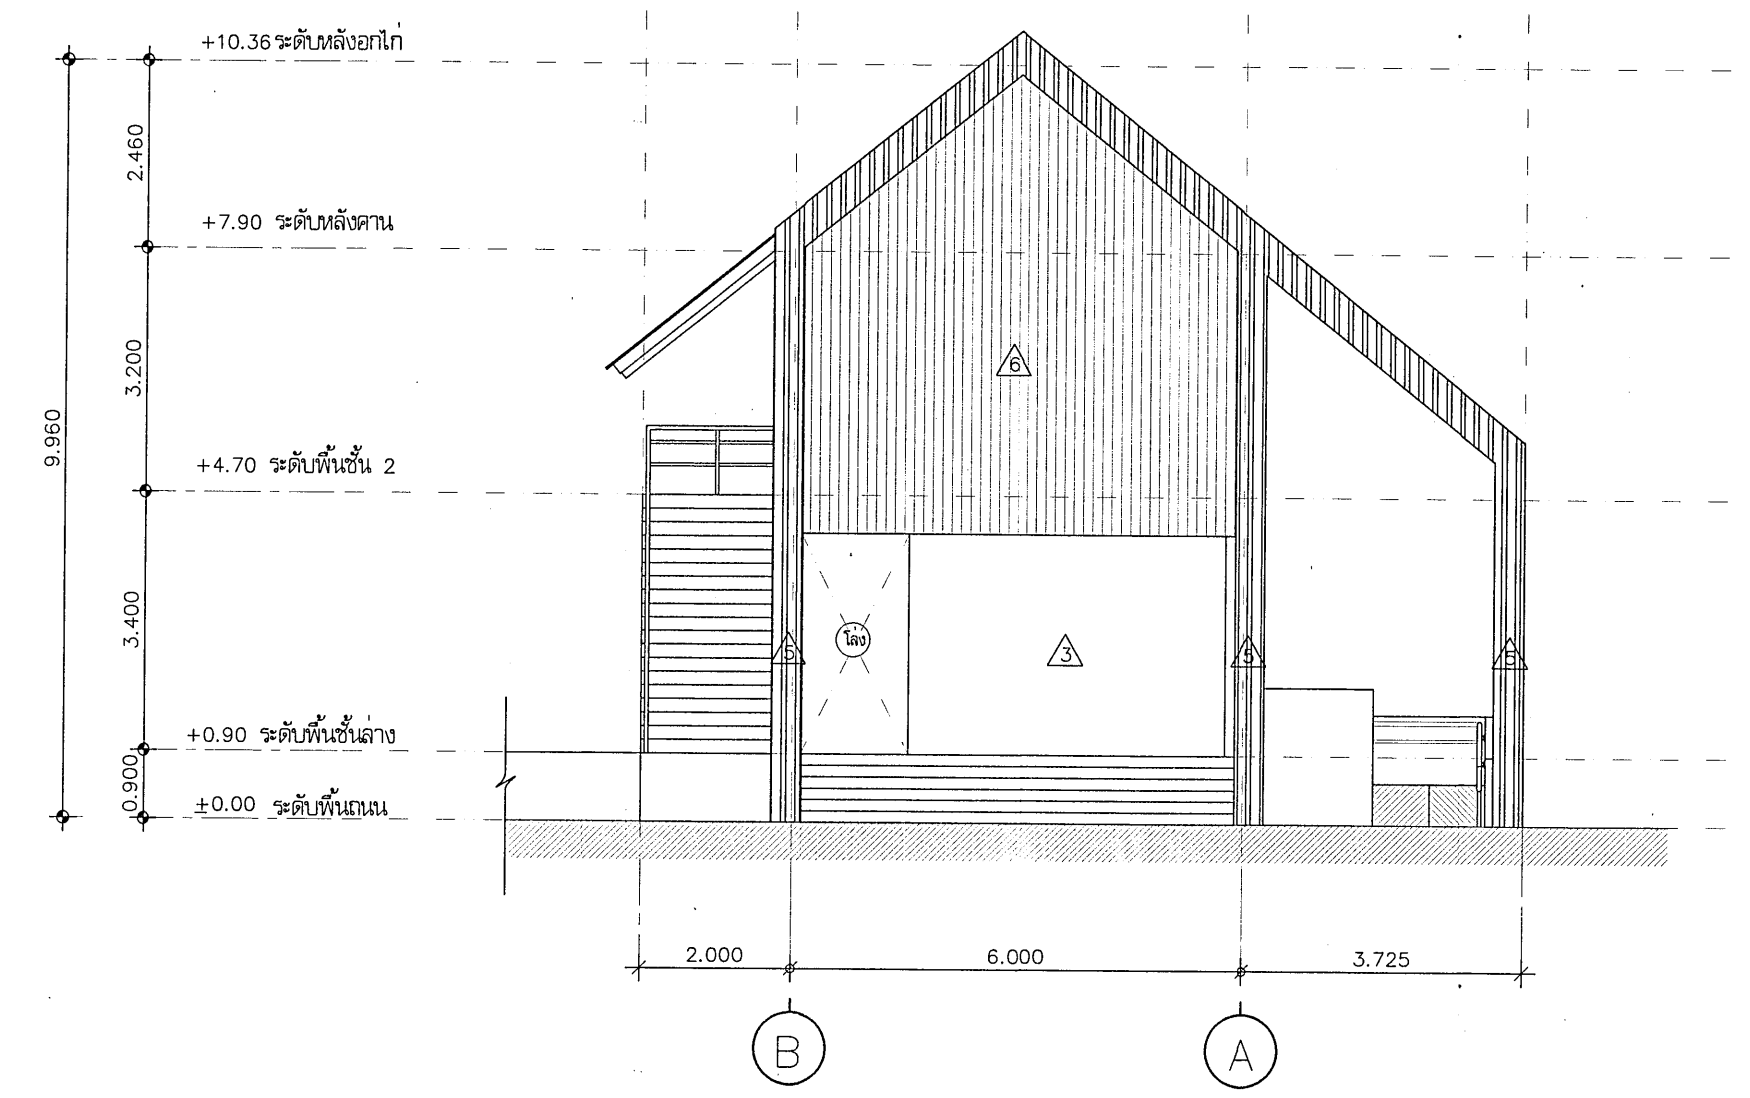 +10.36 ระดับหลังอกไก่
2.460
+7.90 ระดับหลังคาน
3.200
9.960
+4.70 ระดับพื้นชั้น 2
3.400
+0.90 ระดับพื้นชั้นล่าง
0.900
±0.00 ระดับพื้นถนน
6
โล่ง
3
5
5
5
2.000
6.000
3.725
B
A